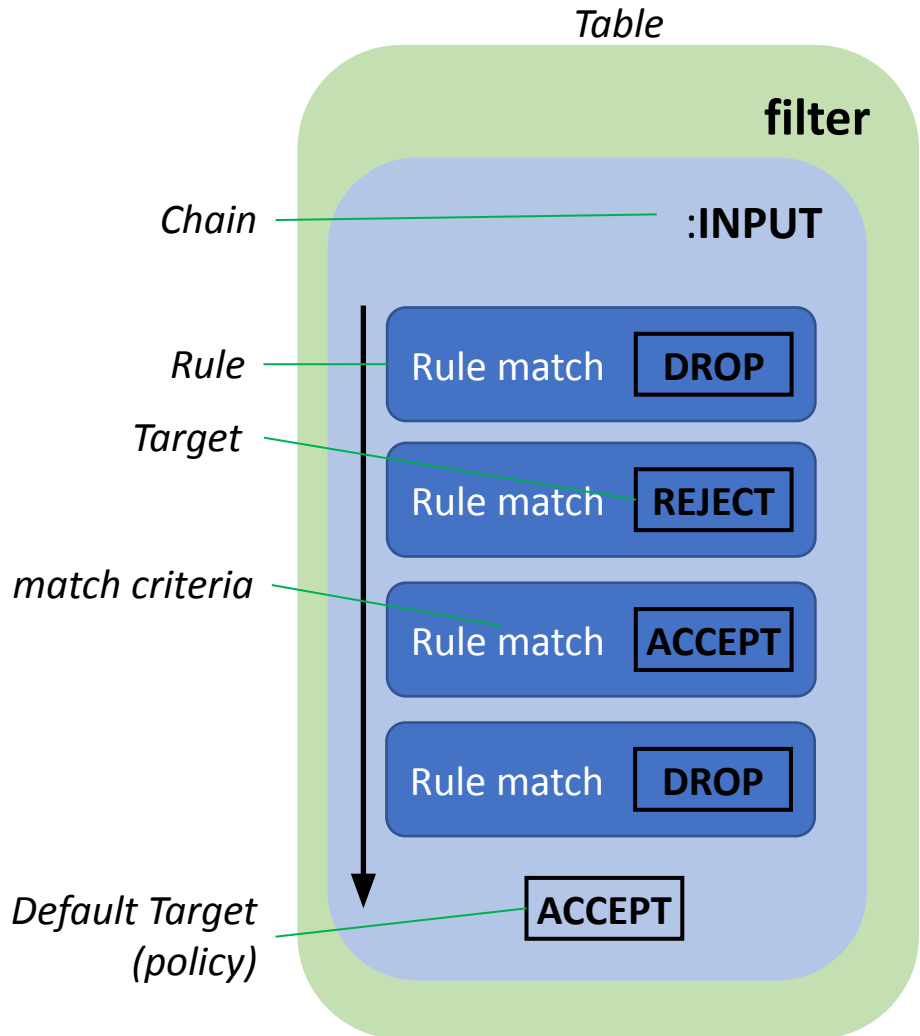 Table
filter
Chain
:INPUT
Rule
Rule match DROP
Target
Rule match REJECT
match criteria
Rule match ACCEPT
Rule match DROP
Default Target
(policy)
ACCEPT